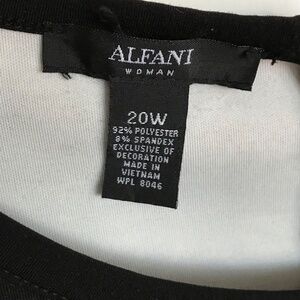 ALFANI
WOMAN
20W
92% POLYESTER
8% SPANDEX
EXCLUSIVE OF
DECORATION
MADE IN
VIETNAM
WPL 8046